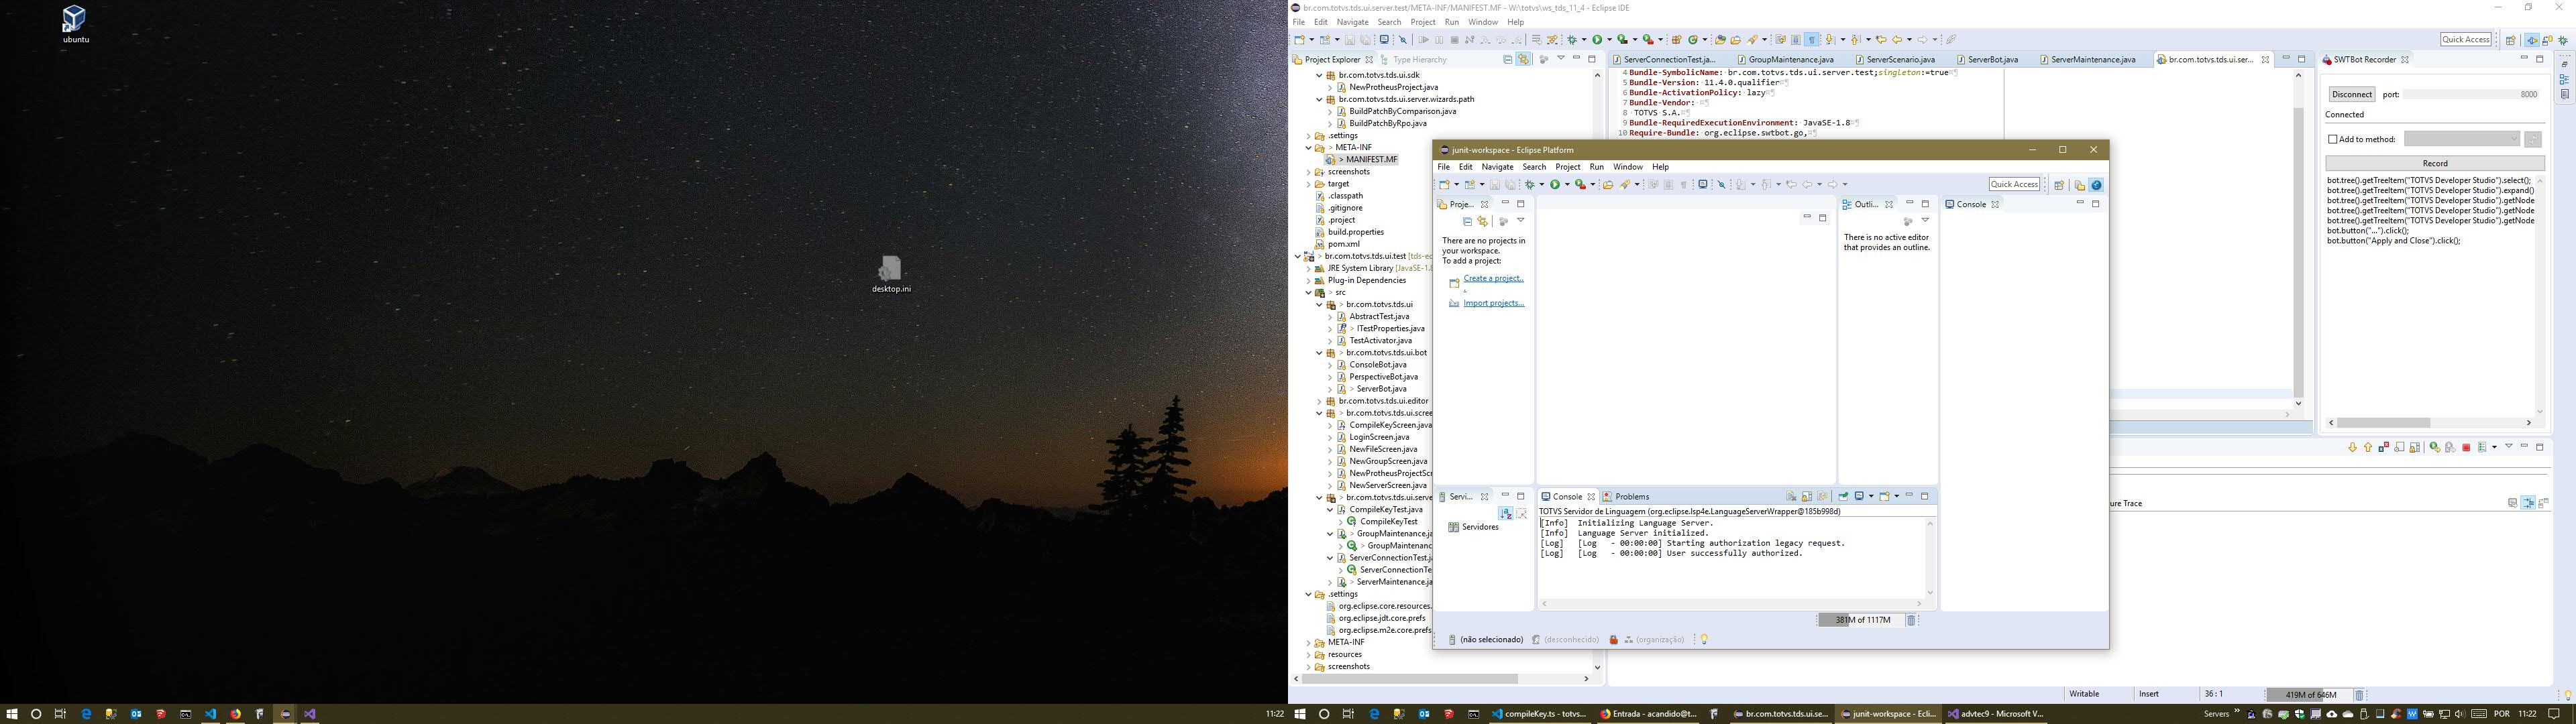 ubuntu
desktop.ini
11:22
br.com.totvs.tds.ui.server.test/META-INF/MANIFEST.MF - W:\totvs\ws_tds_11_4 - Eclipse IDE
File Edit Navigate Search Project Run Window Help
Quick Access
Project Explorer
Type Hierarchy
br.com.totvs.tds.ui.sdk
NewProtheusProject.java
br.com.totvs.tds.ui.server.wizards.path
BuildPatchByComparison.java
BuildPatchByRpo.java
.settings
> META-INF
> MANIFEST.MF
screenshots
target
.classpath
.gitignore
.project
build.properties
pom.xml
> br.com.totvs.tds.ui.test [tds-ec
JRE System Library [JavaSE-1.8
Plug-in Dependencies
> src
> br.com.totvs.tds.ui
AbstractTest.java
> ITestProperties.java
TestActivator.java
> br.com.totvs.tds.ui.bot
ConsoleBot.java
PerspectiveBot.java
> ServerBot.java
br.com.totvs.tds.ui.editor
> br.com.totvs.tds.ui.scree
CompileKeyScreen.java
LoginScreen.java
NewFileScreen.java
NewGroupScreen.java
NewProtheusProjectScr
NewServerScreen.java
> br.com.totvs.tds.ui.serve
CompileKeyTest.java
CompileKeyTest
> GroupMaintenance.ja
> GroupMaintenanc
ServerConnectionTest.ja
ServerConnectionTe
> ServerMaintenance.ja
.settings
org.eclipse.core.resources.
org.eclipse.jdt.core.prefs
org.eclipse.m2e.core.prefs
META-INF
resources
screenshots
ServerConnectionTest.ja...
GroupMaintenance.java
ServerScenario.java
ServerBot.java
ServerMaintenance.java
br.com.totvs.tds.ui.ser...
4 Bundle-SymbolicName: br.com.totvs.tds.ui.server.test;singleton:=true¤¶
5 Bundle-Version: 11.4.0.qualifier¤¶
6 Bundle-ActivationPolicy: lazy¤¶
7 Bundle-Vendor: ¤¶
8 TOTVS S.A.¤¶
9 Bundle-RequiredExecutionEnvironment: JavaSE-1.8¤¶
10 Require-Bundle: org.eclipse.swtbot.go,¤¶
SWTBot Recorder
Disconnect port: 8000
Connected
Add to method:
Record
bot.tree().getTreeItem("TOTVS Developer Studio").select();
bot.tree().getTreeItem("TOTVS Developer Studio").expand()
bot.tree().getTreeItem("TOTVS Developer Studio").getNode
bot.tree().getTreeItem("TOTVS Developer Studio").getNode
bot.tree().getTreeItem("TOTVS Developer Studio").getNode
bot.button("...").click();
bot.button("Apply and Close").click();
ure Trace
junit-workspace - Eclipse Platform
File Edit Navigate Search Project Run Window Help
Quick Access
Proje...
There are no projects in
your workspace.
To add a project:
Create a project..
.
Import projects...
Outli...
There is no active editor
that provides an outline.
Console
Servi...
Servidores
Console
Problems
TOTVS Servidor de Linguagem (org.eclipse.lsp4e.LanguageServerWrapper@185b998d)
[Info] Initializing Language Server.
[Info] Language Server initialized.
[Log] [Log - 00:00:00] Starting authorization legacy request.
[Log] [Log - 00:00:00] User successfully authorized.
381M of 1117M
(não selecionado)
(desconhecido)
(organização)
Writable
Insert
36 : 1
419M of 646M
compileKey.ts - totvs...
Entrada - acandido@t...
br.com.totvs.tds.ui.se...
junit-workspace - Ecli...
advtec9 - Microsoft V...
Servers
POR
11:22